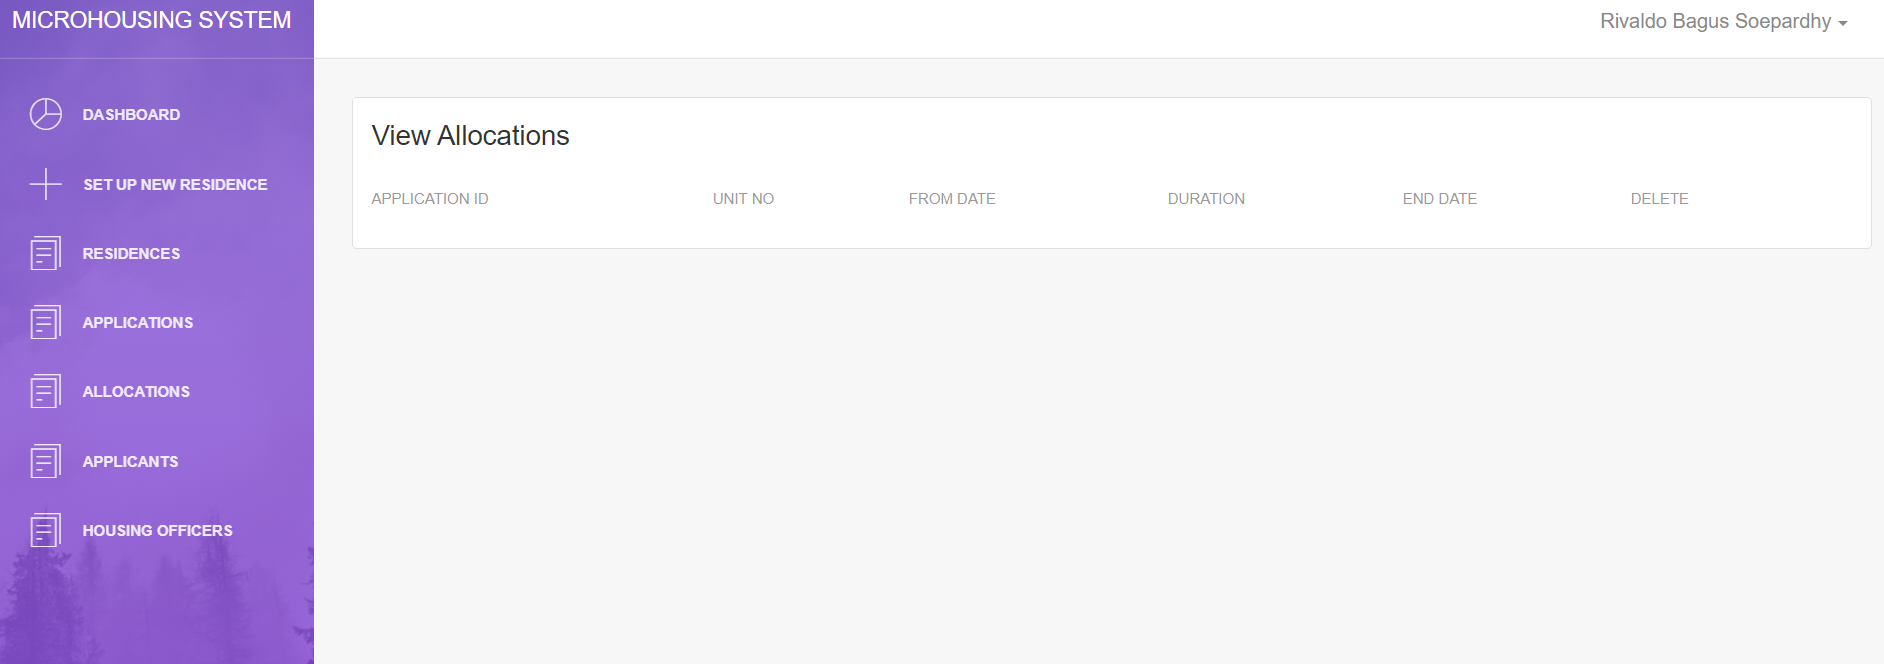 MICROHOUSING SYSTEM
Rivaldo Bagus Soepardhy
DASHBOARD
SET UP NEW RESIDENCE
RESIDENCES
APPLICATIONS
ALLOCATIONS
APPLICANTS
HOUSING OFFICERS
View Allocations
APPLICATION ID UNIT NO FROM DATE DURATION END DATE DELETE